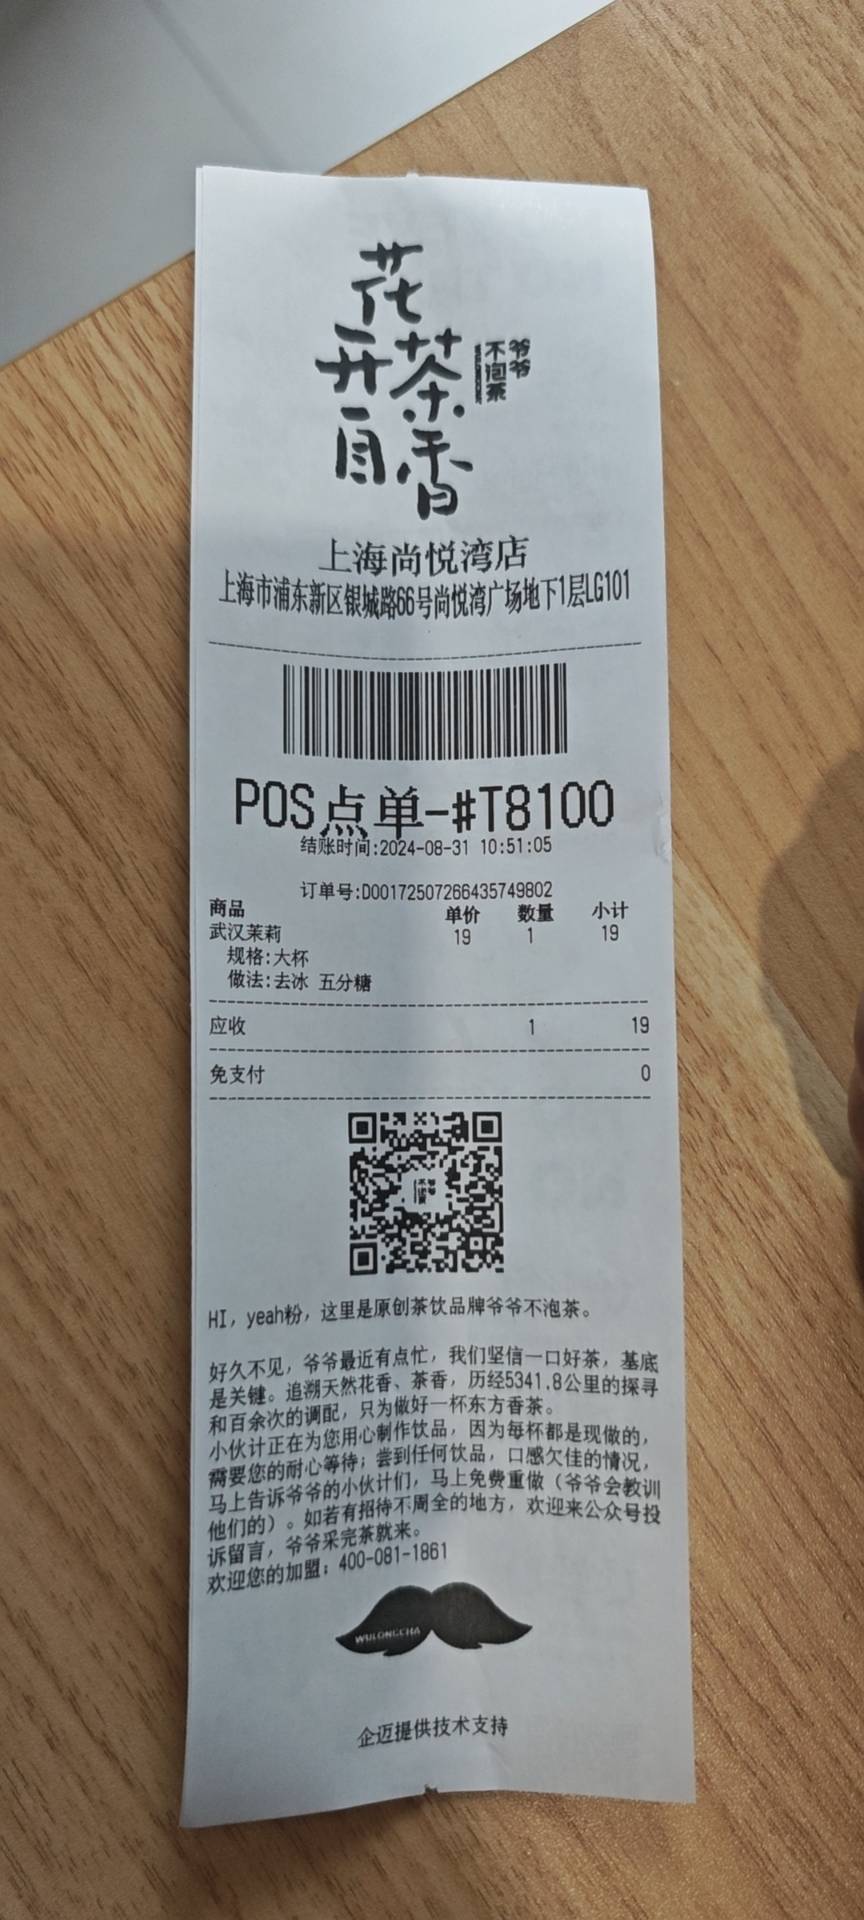 花开自
茶香
爷爷
不泡茶
上海尚悦湾店
上海市浦东新区银城路66号尚悦湾广场地下1层LG101
POS点单-#T8100
结账时间:2024-08-31 10:51:05
订单号:D00172507266435749802
商品 单价 数量 小计
武汉茉莉 19 1 19
规格:大杯
做法:去冰 五分糖
应收 1 19
免支付 0
爷爷
不泡茶
HI，yeah粉，这里是原创茶饮品牌爷爷不泡茶。
好久不见，爷爷最近有点忙，我们坚信一口好茶，基底
是关键。追溯天然花香、茶香，历经5341.8公里的探寻
和百余次的调配，只为做好一杯东方香茶。
小伙计正在为您用心制作饮品，因为每杯都是现做的，
需要您的耐心等待；尝到任何饮品，口感欠佳的情况，
马上告诉爷爷的小伙计们，马上免费重做（爷爷会教训
他们的）。如若有招待不周全的地方，欢迎来公众号投
诉留言，爷爷采完茶就来。
欢迎您的加盟：400-081-1861
WULONGCHA
企迈提供技术支持